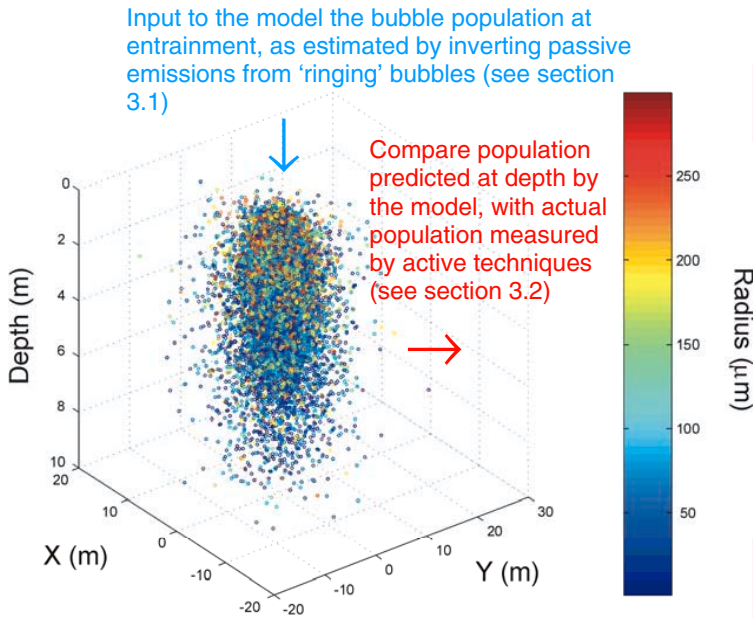 Input to the model the bubble population at
entrainment, as estimated by inverting passive
emissions from ‘ringing’ bubbles (see section
3.1)
Compare population
predicted at depth by
the model, with actual
population measured
by active techniques
(see section 3.2)
0
2
4
6
8
10
Depth (m)
20
10
0
-10
-20
X (m)
-20
-10
0
10
20
30
Y (m)
250
200
150
100
50
Radius (μm)